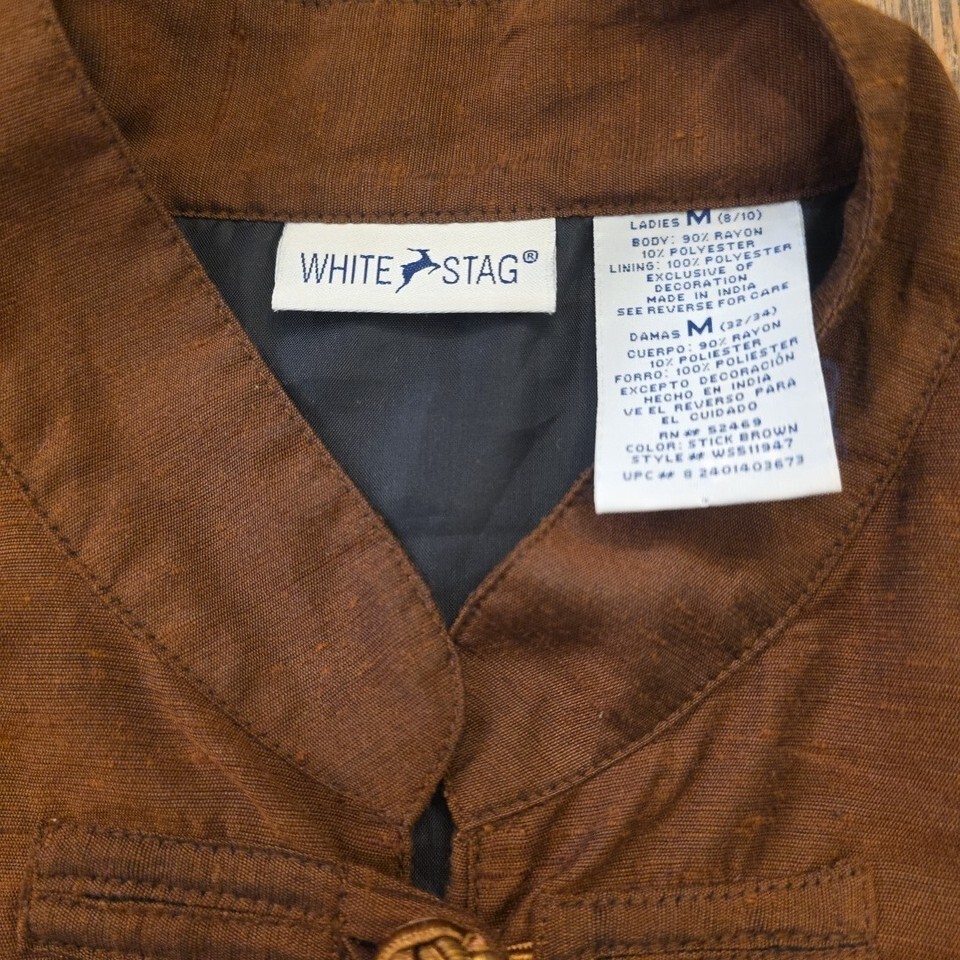 WHITE STAG®
LADIES M (8/10)
BODY: 90% RAYON
10% POLYESTER
LINING: 100% POLYESTER
EXCLUSIVE OF
DECORATION
MADE IN INDIA
SEE REVERSE FOR CARE
DAMAS M (32/34)
CUERPO: 90% RAYON
10% POLIESTER
FORRO: 100% POLIESTER
EXCEPTO DECORACIÓN
HECHO EN INDIA
VE EL REVERSO PARA
EL CUIDADO
RN## 52469
COLOR: STICK BROWN
STYLE## WS511947
UPC## 8 2401403673